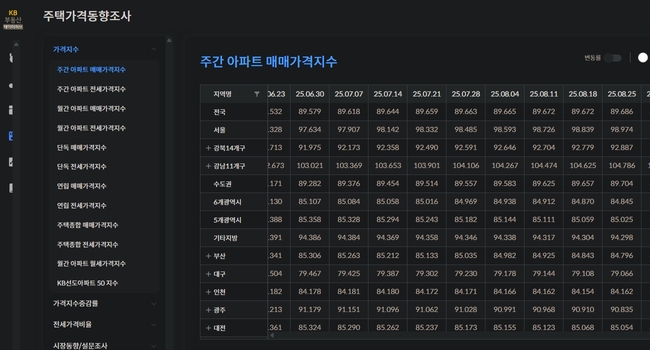 KB
부동산
주택가격동향조사
가격지수
주간 아파트 매매가격지수
주간 아파트 전세가격지수
월간 아파트 매매가격지수
월간 아파트 전세가격지수
단독 매매가격지수
단독 전세가격지수
연립 매매가격지수
연립 전세가격지수
주택종합 매매가격지수
주택종합 전세가격지수
월간 아파트 월세가격지수
KB선도아파트 50 지수
가격지수증감률
전세가격비율
시장동향/설문조사
주간 아파트 매매가격지수
변동률
지역명 06.23 25.06.30 25.07.07 25.07.14 25.07.21 25.07.28 25.08.04 25.08.11 25.08.18 25.08.25
전국 .532 89.579 89.618 89.644 89.659 89.663 89.665 89.672 89.672 89.686
서울 .328 97.634 97.907 98.142 98.332 98.485 98.593 98.726 98.839 98.974
+ 강북14개구 .713 91.975 92.173 92.358 92.490 92.591 92.646 92.704 92.779 92.887
+ 강남11개구 2.673 103.021 103.369 103.653 103.901 104.106 104.267 104.474 104.625 104.786
수도권 .171 89.282 89.376 89.454 89.514 89.557 89.583 89.625 89.657 89.704
6개광역시 .130 85.107 85.084 85.058 85.016 84.969 84.938 84.912 84.870 84.845
5개광역시 .388 85.358 85.328 85.294 85.243 85.182 85.144 85.111 85.059 85.025
기타지방 .391 94.386 94.384 94.369 94.358 94.346 94.338 94.317 94.304 94.298
+ 부산 .341 85.306 85.263 85.212 85.133 85.035 84.982 84.925 84.843 84.796
+ 대구 .504 79.467 79.425 79.387 79.302 79.230 79.179 79.144 79.108 79.066
+ 인천 .182 84.178 84.181 84.180 84.172 84.171 84.166 84.162 84.154 84.162
+ 광주 .213 91.179 91.151 91.096 91.062 91.028 90.991 90.968 90.910 90.835
+ 대전 .361 85.324 85.290 85.262 85.237 85.173 85.155 85.123 85.068 85.054